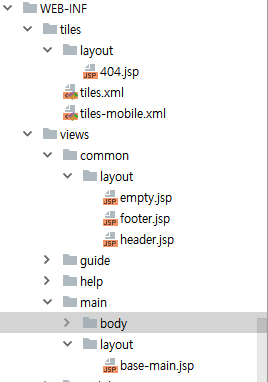 WEB-INF
tiles
layout
JSP 404.jsp
tiles.xml
tiles-mobile.xml
views
common
layout
JSP empty.jsp
JSP footer.jsp
JSP header.jsp
guide
help
main
body
layout
JSP base-main.jsp